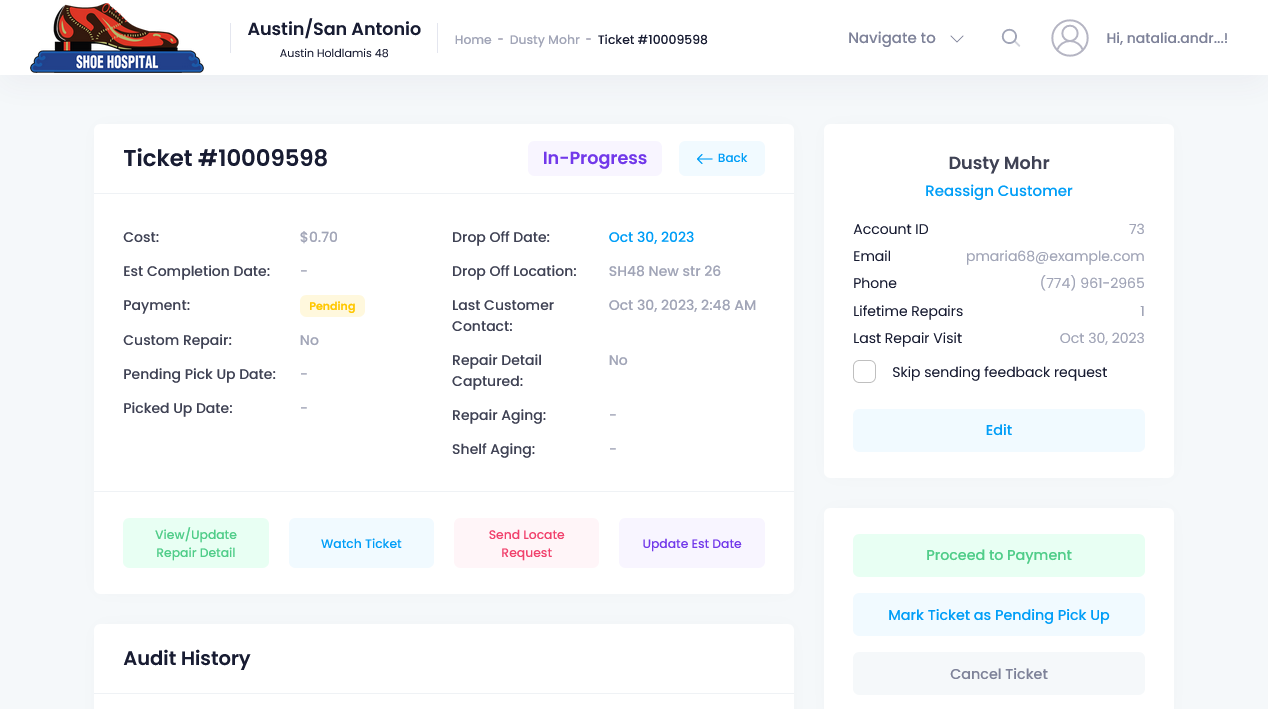 SHOE HOSPITAL
Austin/San Antonio
Austin Holdlamis 48
Home - Dusty Mohr - Ticket #10009598
Navigate to
Hi, natalia.andr...!
Ticket #10009598
In-Progress
Back
Cost: $0.70
Est Completion Date: -
Payment: Pending
Custom Repair: No
Pending Pick Up Date: -
Picked Up Date: -
Drop Off Date: Oct 30, 2023
Drop Off Location: SH48 New str 26
Last Customer Oct 30, 2023, 2:48 AM
Contact:
Repair Detail No
Captured:
Repair Aging: -
Shelf Aging: -
View/Update
Repair Detail
Watch Ticket
Send Locate
Request
Update Est Date
Audit History
Dusty Mohr
Reassign Customer
Account ID 73
Email pmaria68@example.com
Phone (774) 961-2965
Lifetime Repairs 1
Last Repair Visit Oct 30, 2023
Skip sending feedback request
Edit
Proceed to Payment
Mark Ticket as Pending Pick Up
Cancel Ticket